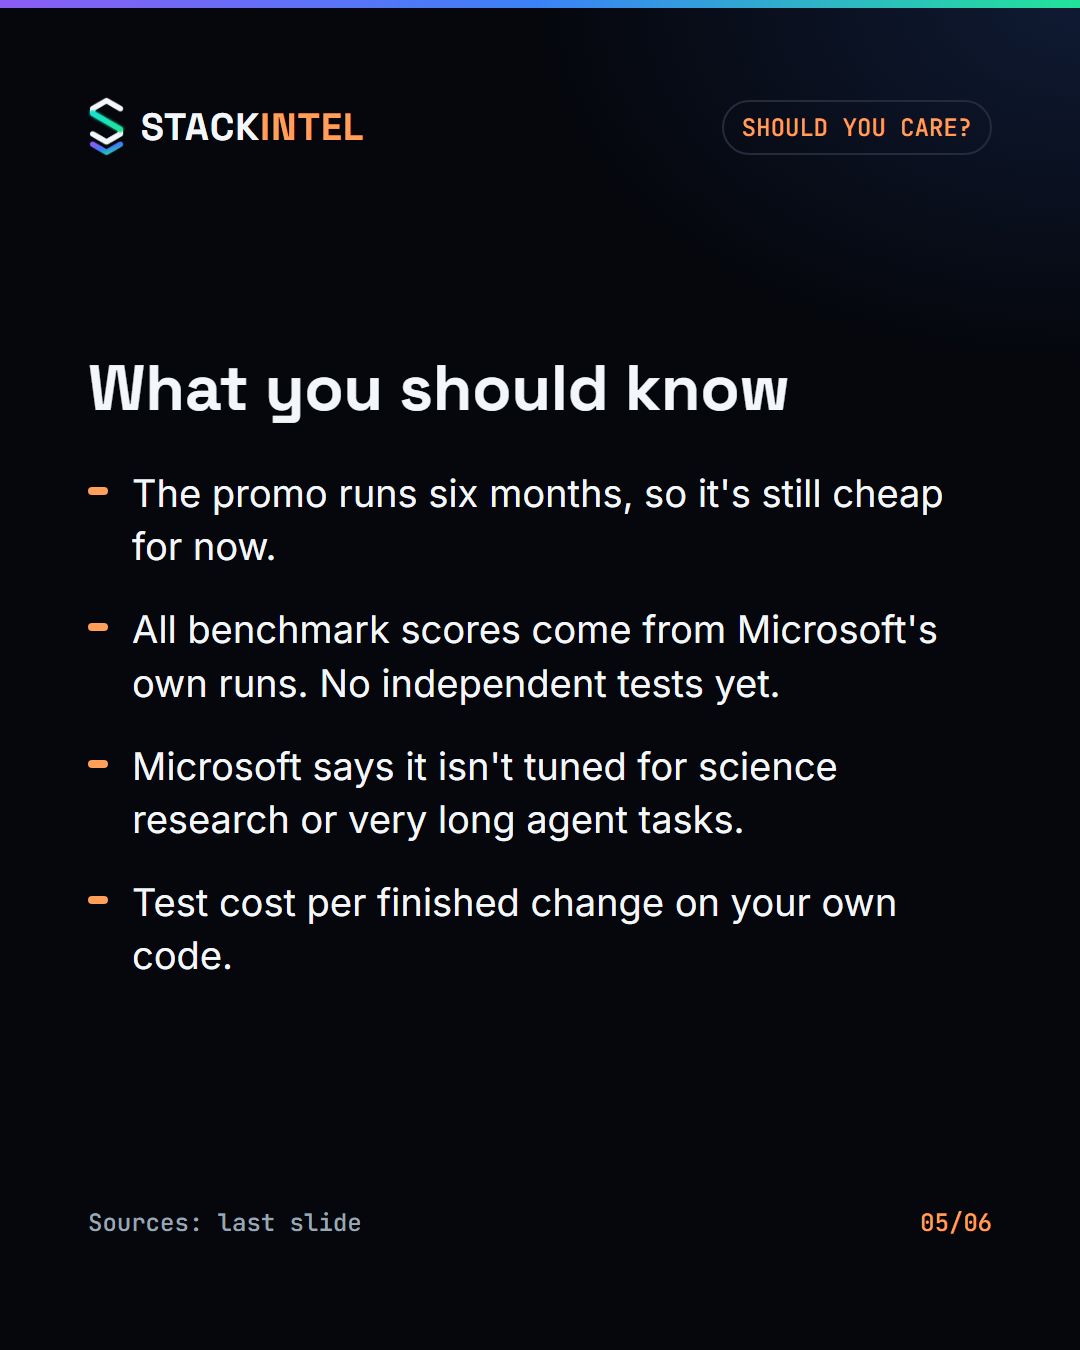 STACKINTEL
SHOULD YOU CARE?
What you should know
The promo runs six months, so it's still cheap
for now.
All benchmark scores come from Microsoft's
own runs. No independent tests yet.
Microsoft says it isn't tuned for science
research or very long agent tasks.
Test cost per finished change on your own
code.
Sources: last slide
05/06